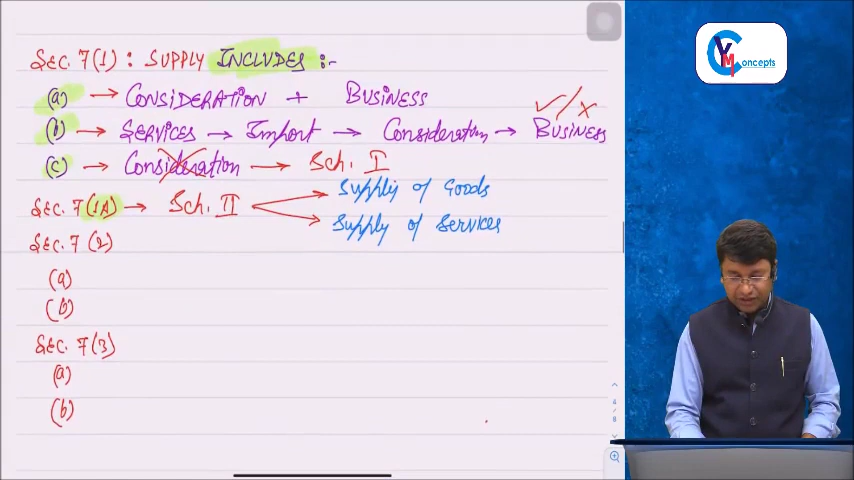 SEC. 7(1) : SUPPLY INCLUDES :-
(a) → CONSIDERATION + BUSINESS
(b) → SERVICES → Import → Consideration → BUSINESS ✓/×
(c) → Consideration → Sch. I
SEC. 7(1A) → Sch. II
Supply of Goods
Supply of Services
SEC. 7(2)
(a)
(b)
SEC. 7(3)
(a)
(b)
CVM Concepts